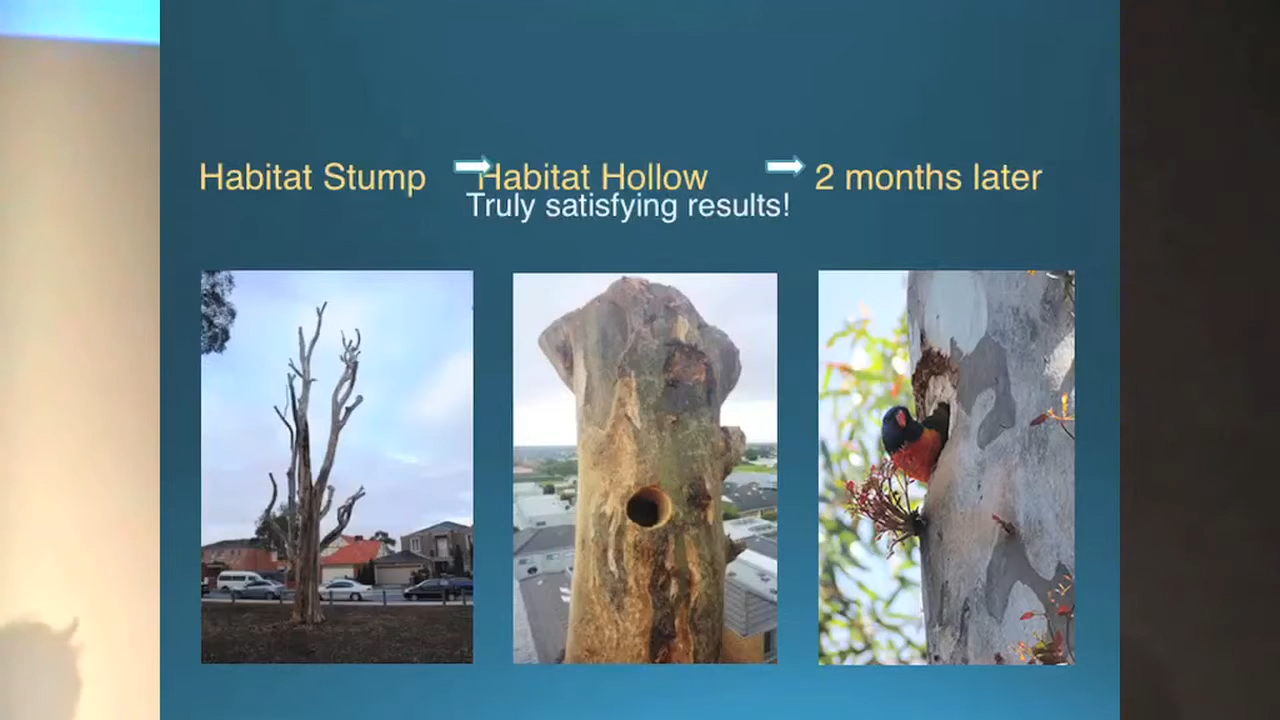 Habitat Stump Habitat Hollow 2 months later
Truly satisfying results!